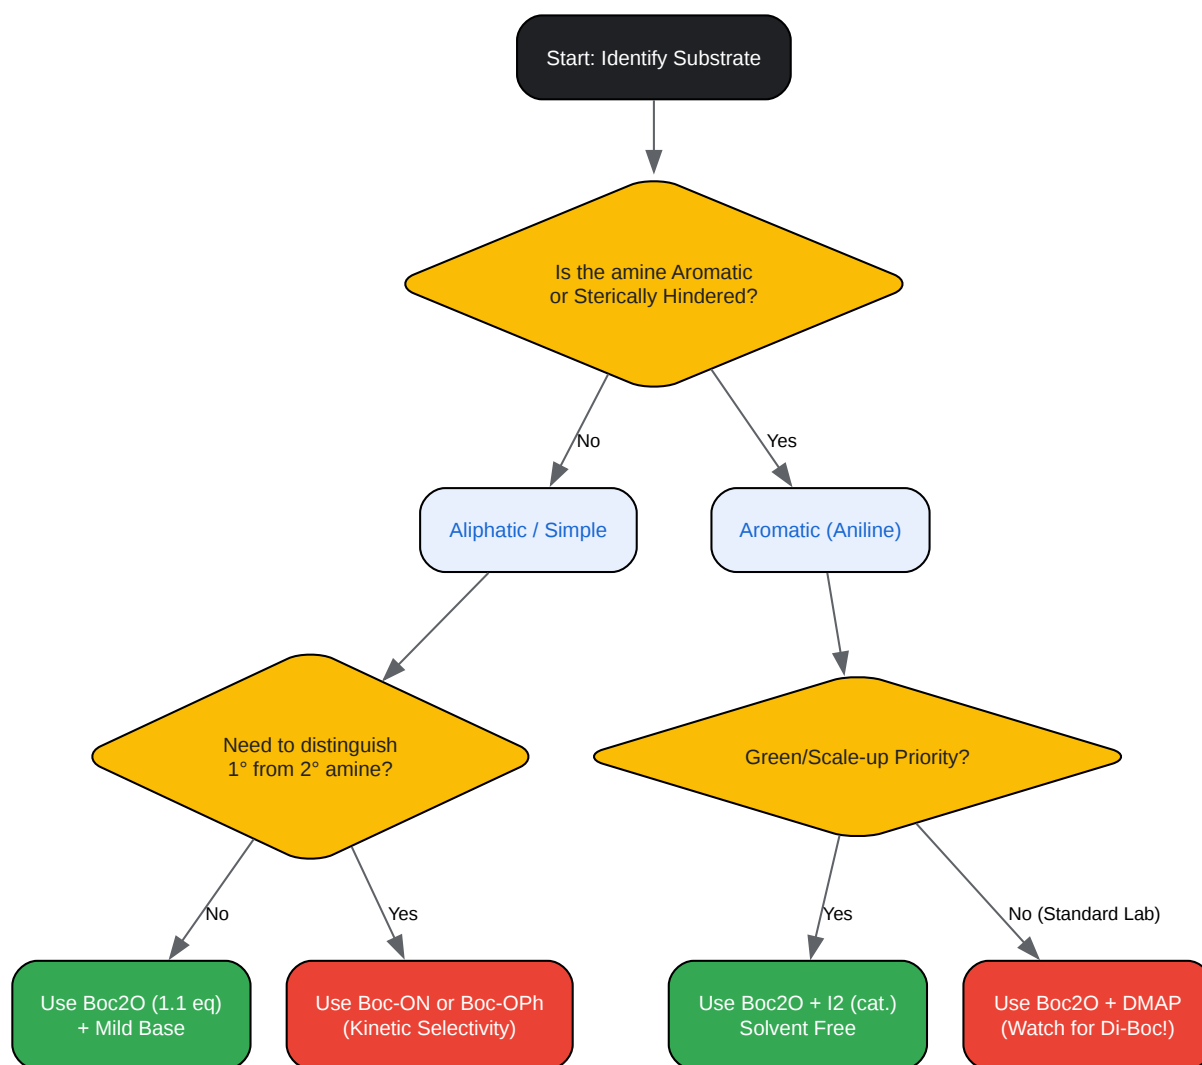 Start: Identify Substrate
Is the amine Aromatic
or Sterically Hindered?
No
Yes
Aliphatic / Simple
Aromatic (Aniline)
Need to distinguish
1° from 2° amine?
Green/Scale-up Priority?
No
Yes
Yes
No (Standard Lab)
Use Boc2O (1.1 eq)
+ Mild Base
Use Boc-ON or Boc-OPh
(Kinetic Selectivity)
Use Boc2O + I2 (cat.)
Solvent Free
Use Boc2O + DMAP
(Watch for Di-Boc!)